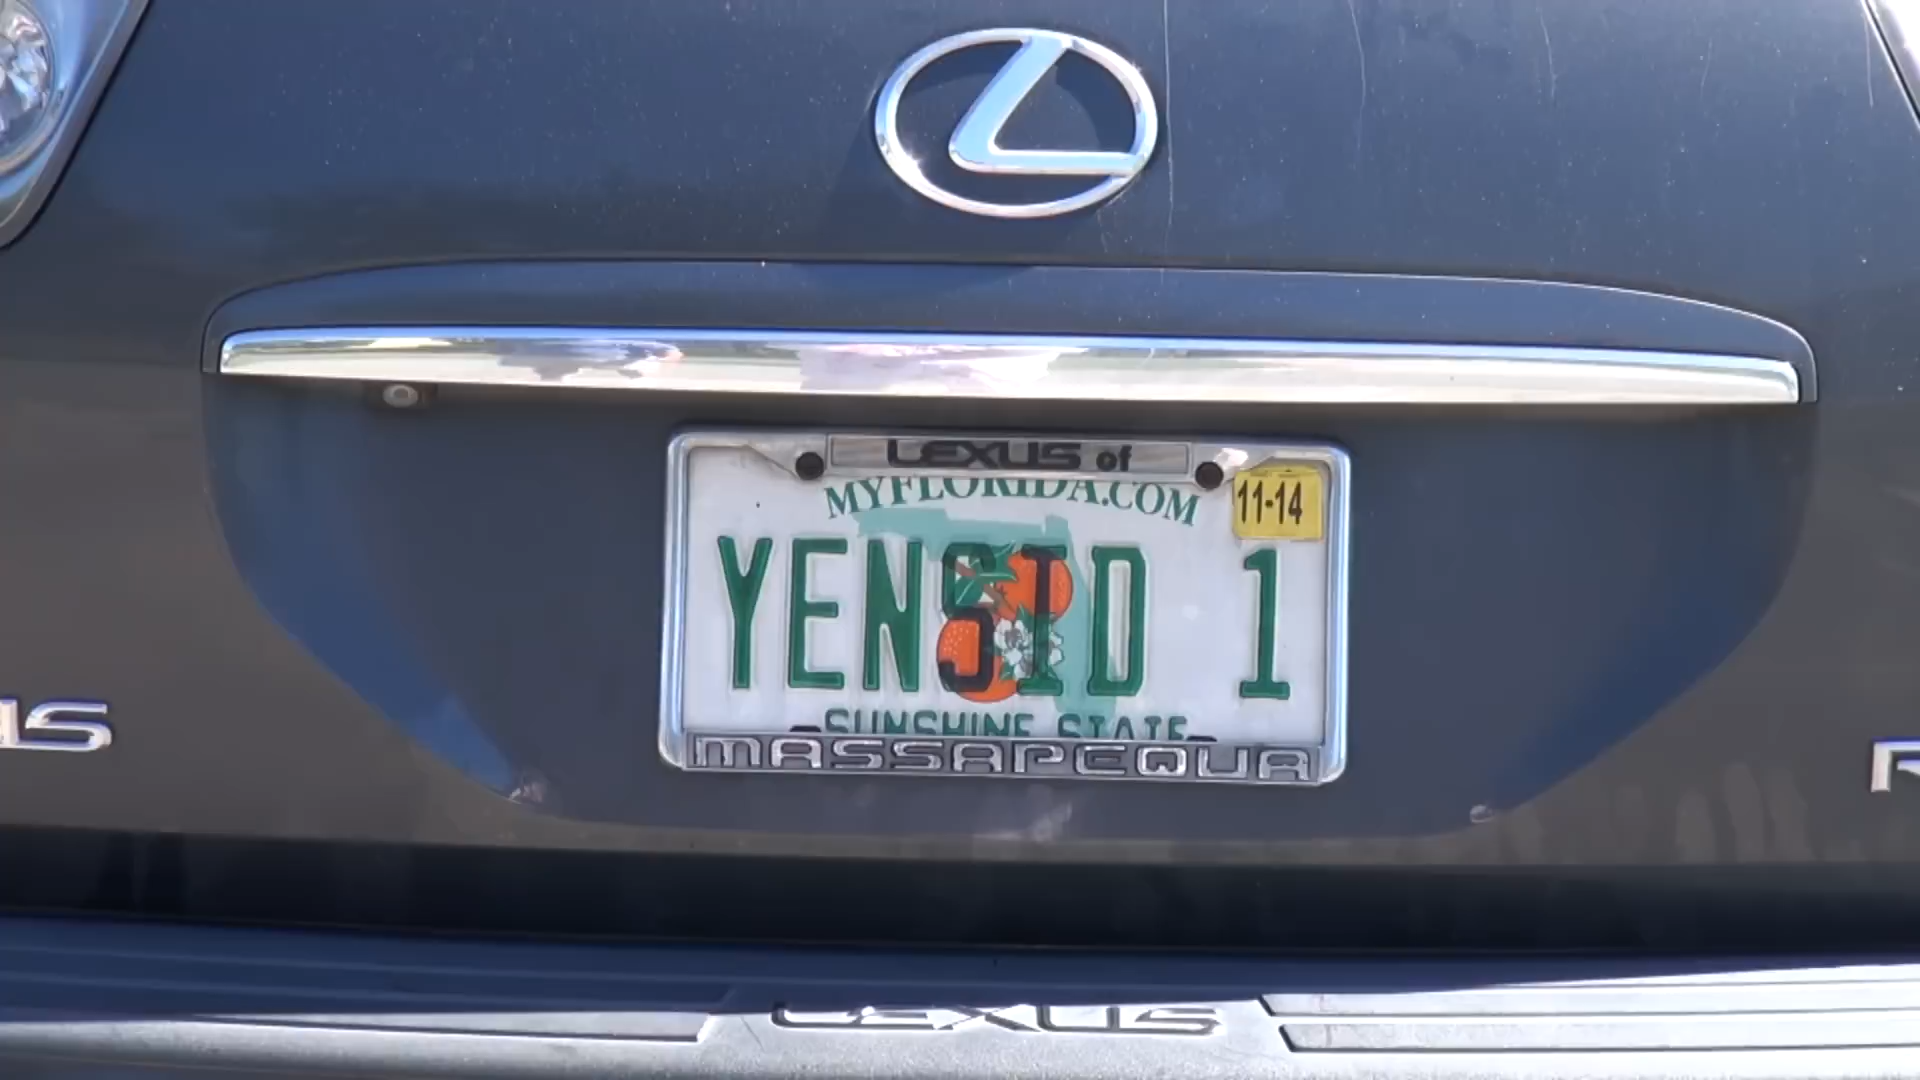 LEXUS of
MYFLORIDA.COM
11-14
YENSID 1
SUNSHINE STATE
MASSAPEQUA
LEXUS